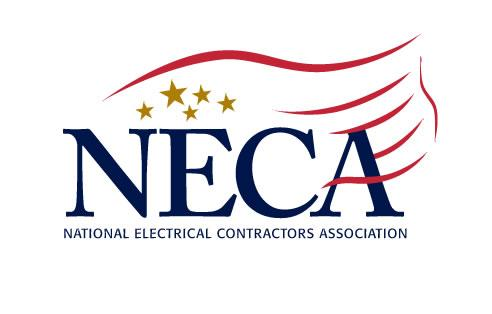 NECA
NATIONAL ELECTRICAL CONTRACTORS ASSOCIATION